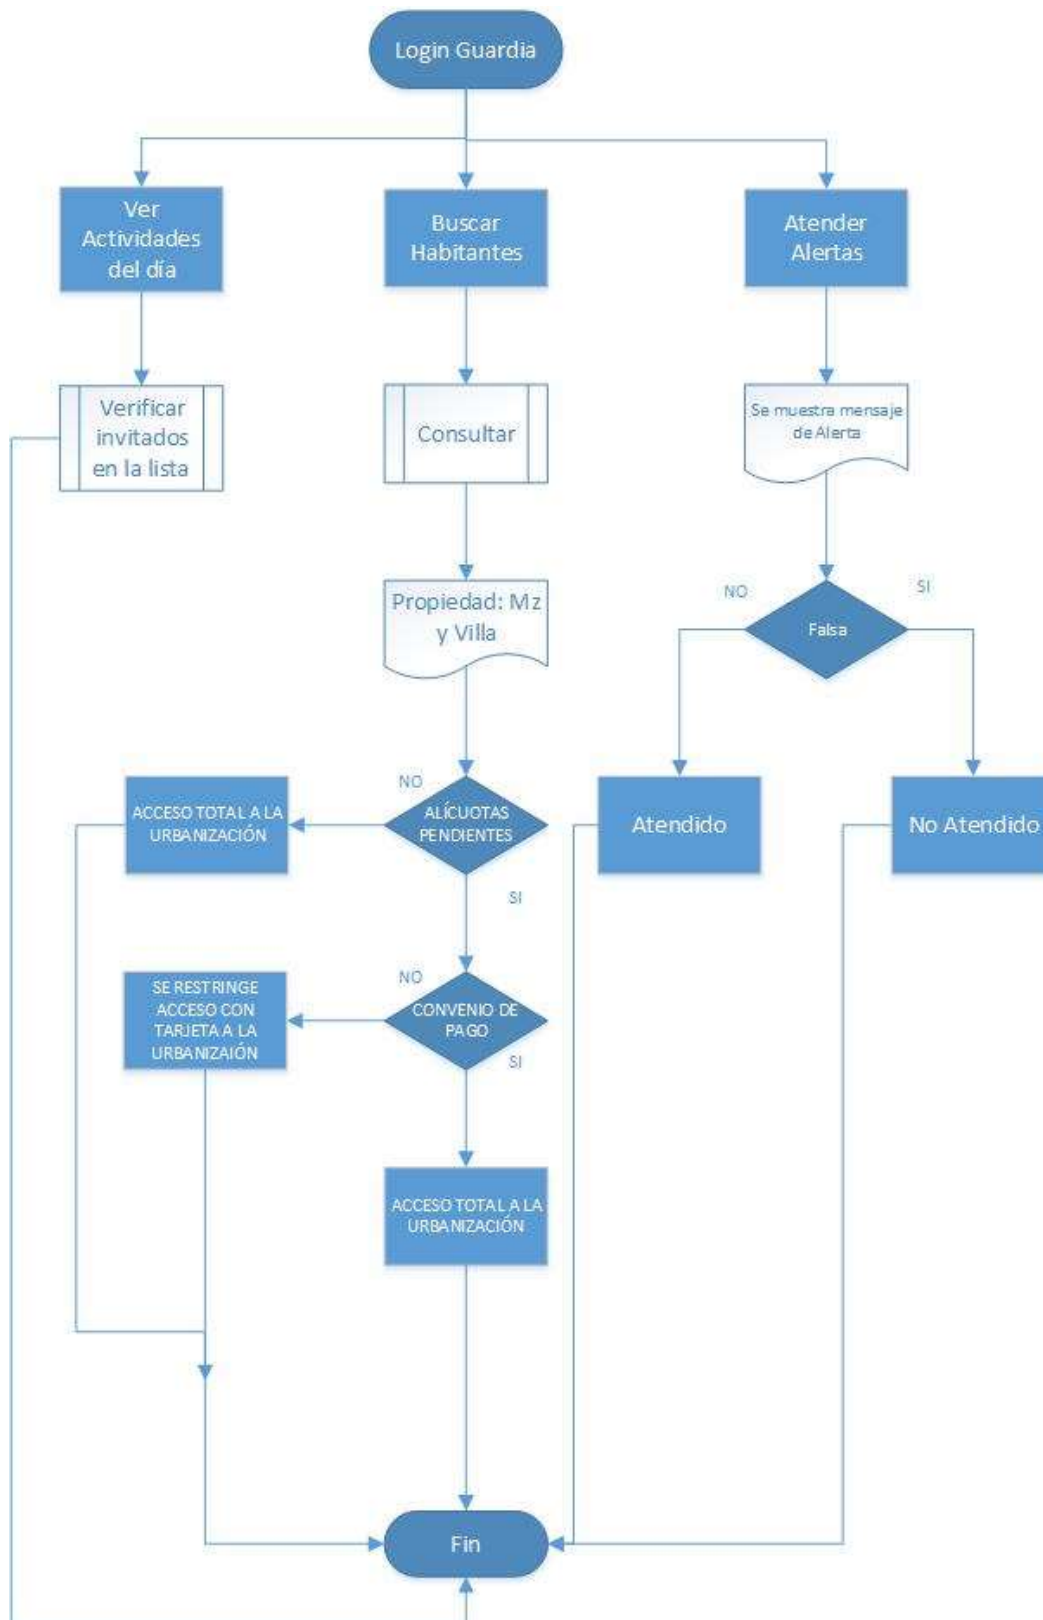 Login Guardia
Ver
Actividades
del día
Buscar
Habitantes
Atender
Alertas
Verificar
invitados
en la lista
Consultar
Se muestra mensaje
de Alerta
Propiedad: Mz
y Villa
NO
SI
Falsa
ACCESO TOTAL A LA
URBANIZACIÓN
NO
ALÍCUOTAS
PENDIENTES
SI
Atendido
No Atendido
SE RESTRINGE
ACCESO CON
TARJETA A LA
URBANIZAIÓN
NO
CONVENIO DE
PAGO
SI
ACCESO TOTAL A LA
URBANIZACIÓN
Fin